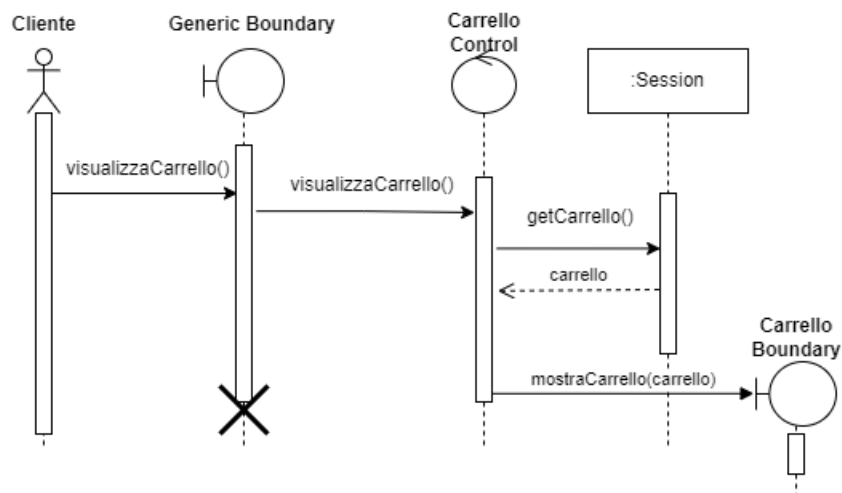 Cliente
Generic Boundary
Carrello
Control
:Session
visualizzaCarrello()
visualizzaCarrello()
getCarrello()
carrello
Carrello
Boundary
mostraCarrello(carrello)